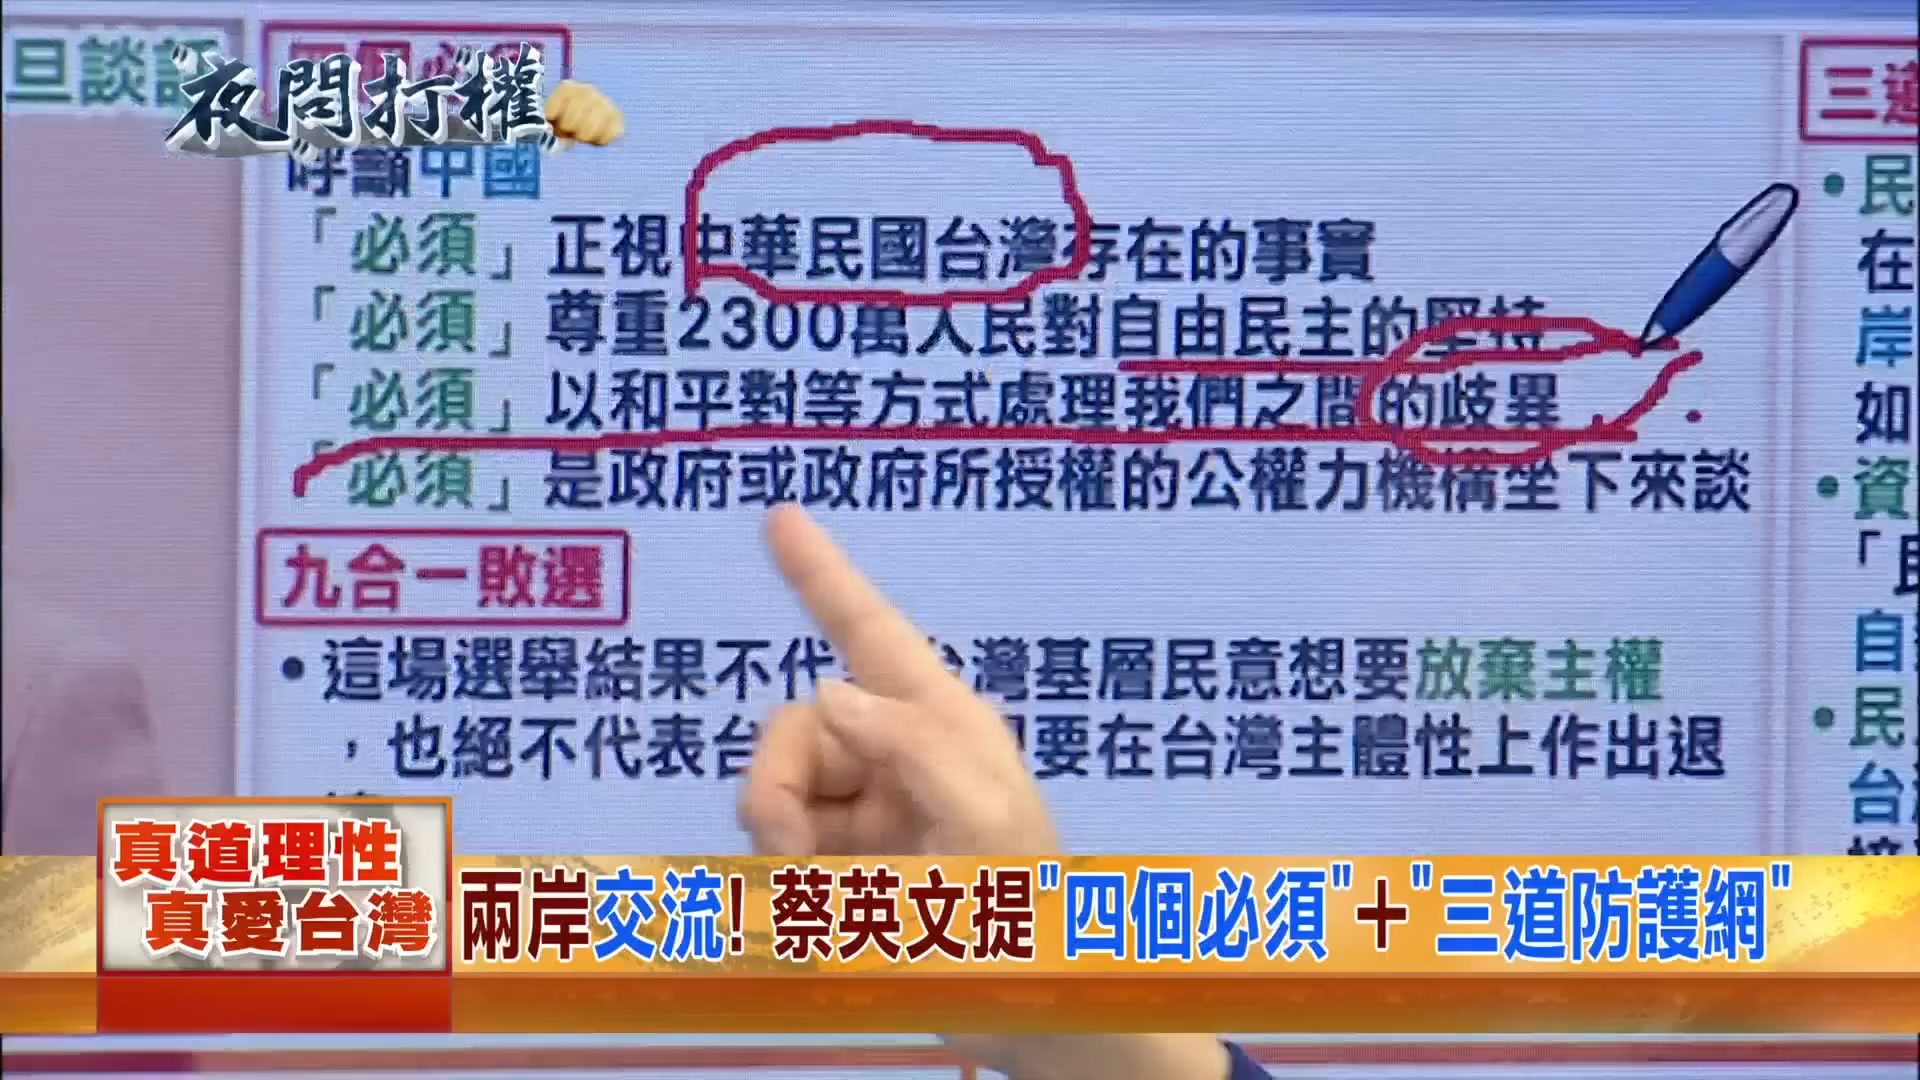 旦談話
夜問打權
四個必須
呼籲中國
「必須」正視中華民國台灣存在的事實
「必須」尊重2300萬人民對自由民主的堅持
「必須」以和平對等方式處理我們之間的歧異
「必須」是政府或政府所授權的公權力機構坐下來談
九合一敗選
•這場選舉結果不代 台灣基層民意想要放棄主權
，也絕不代表台 要在台灣主體性上作出退
三道
•民
在
岸
如
•資
「民
自
•民
台
真道理性
真愛台灣
兩岸交流!蔡英文提"四個必須"+"三道防護網"